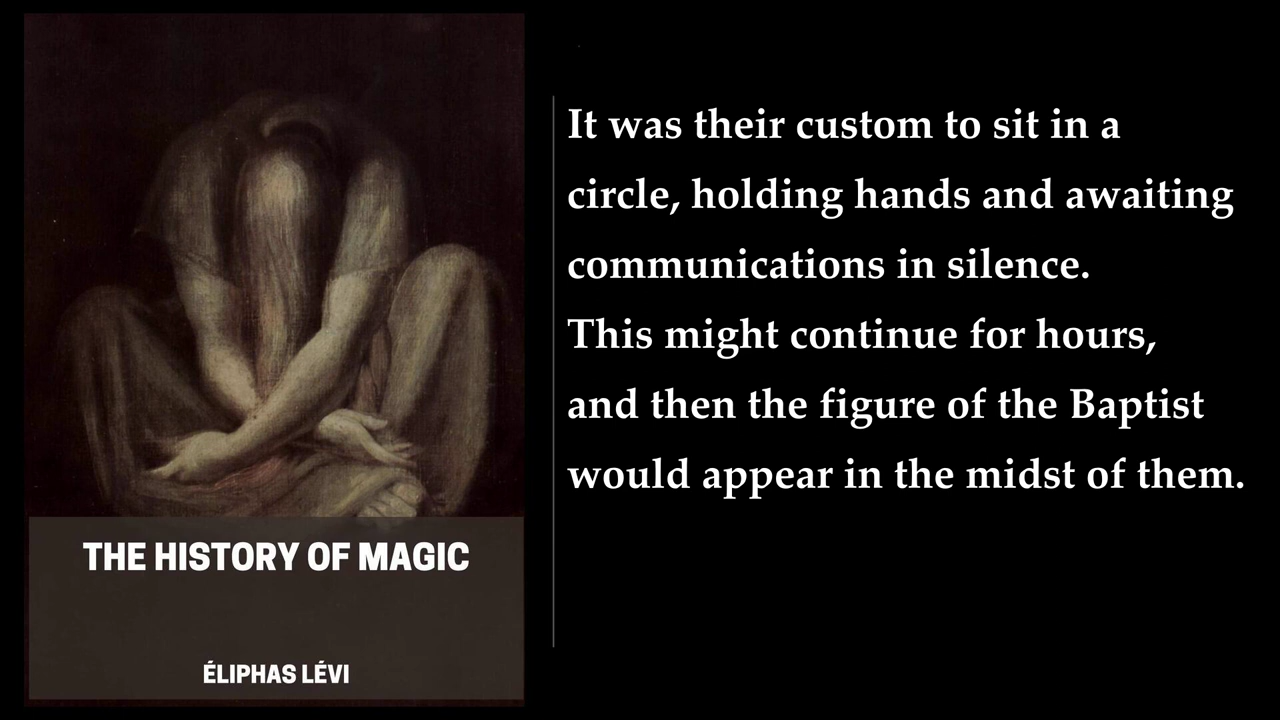 THE HISTORY OF MAGIC
ÉLIPHAS LÉVI
It was their custom to sit in a
circle, holding hands and awaiting
communications in silence.
This might continue for hours,
and then the figure of the Baptist
would appear in the midst of them.